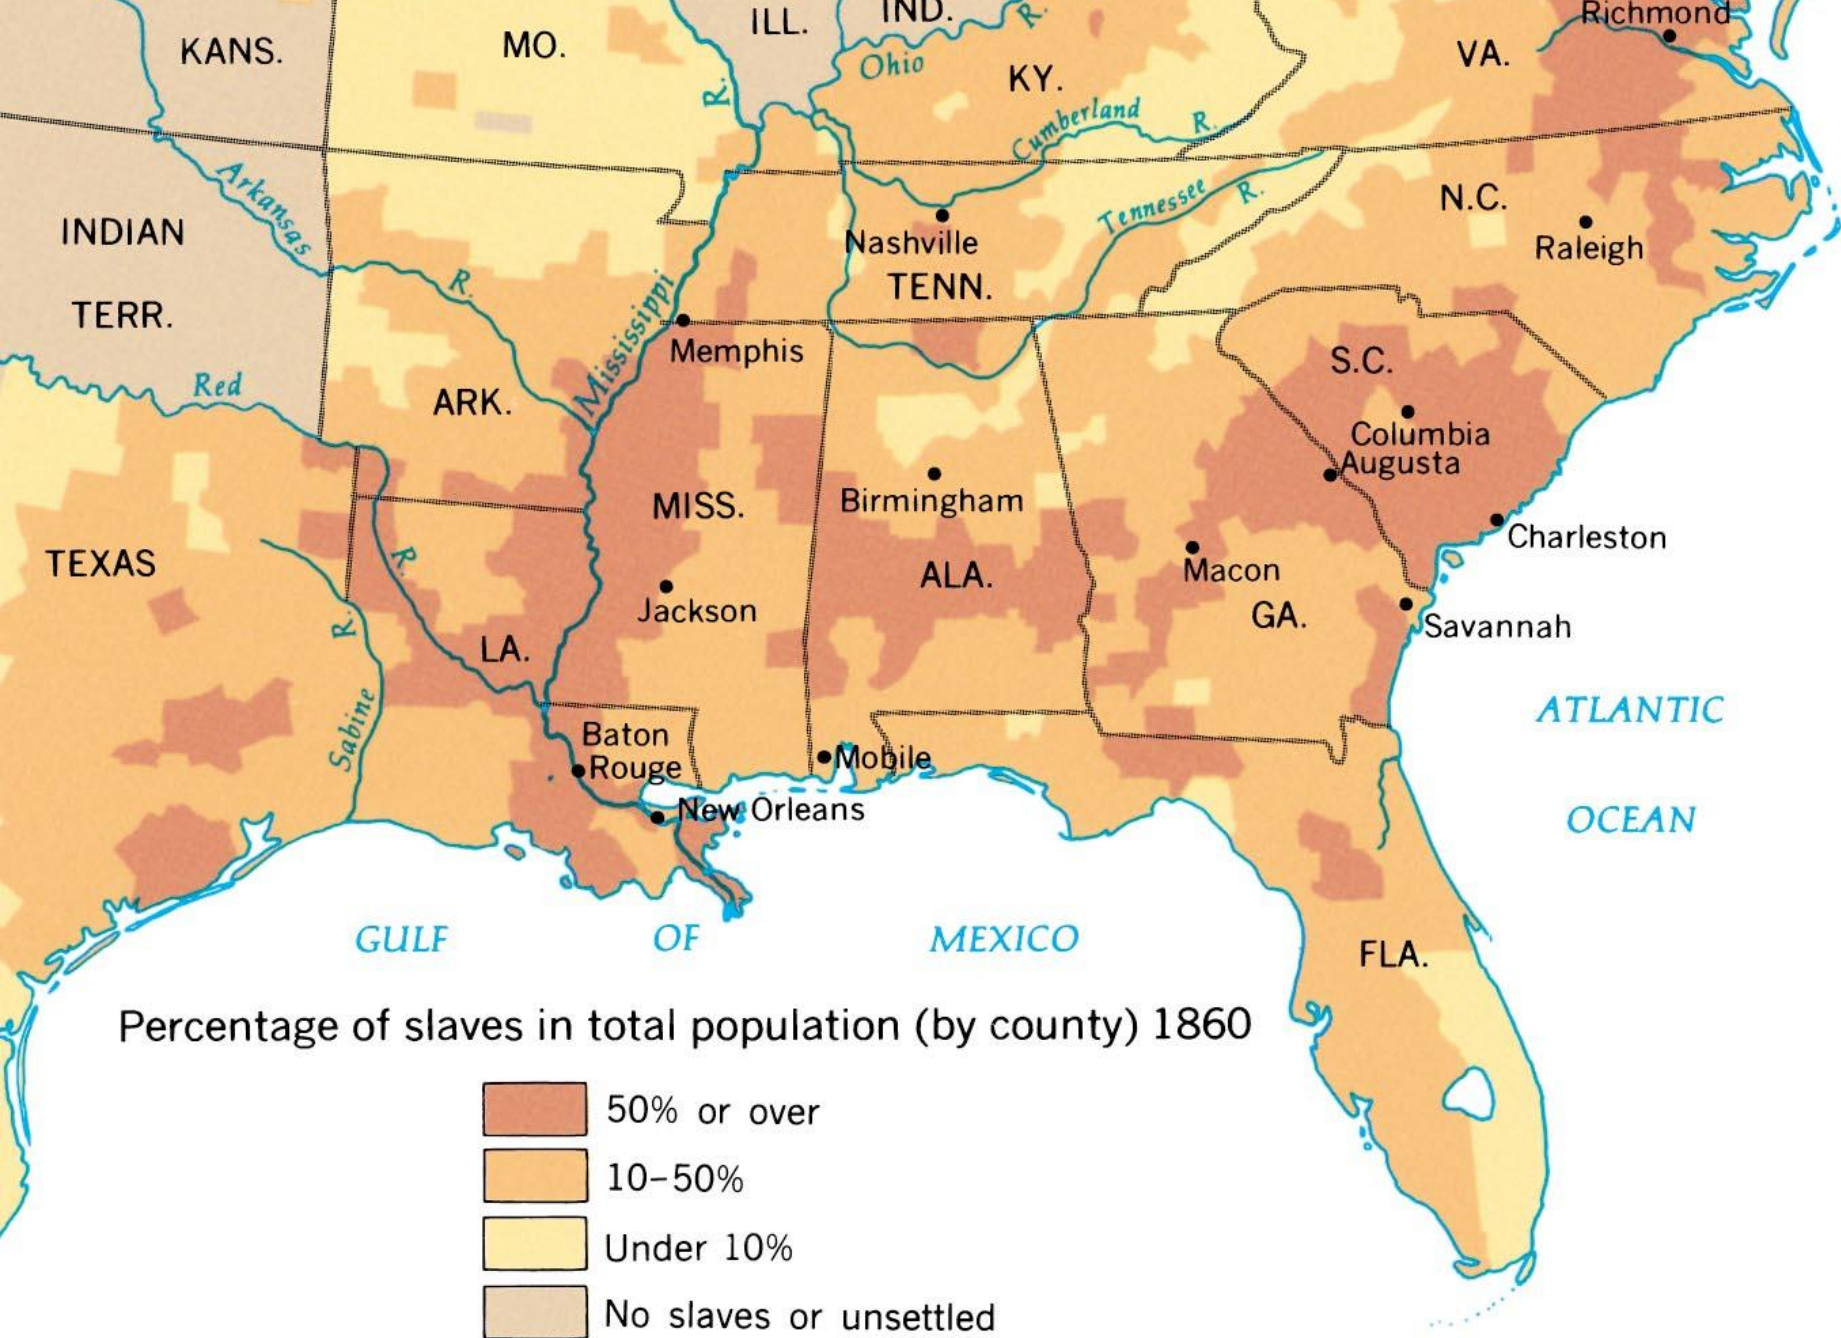 Richmond
ILL.
IND.
R.
KANS.
MO.
VA.
Ohio
KY.
R.
Cumberland
R.
Arkansas
Tennessee
R.
N.C.
INDIAN
Nashville
Raleigh
TERR.
R.
TENN.
Mississippi
Memphis
S.C.
Red
ARK.
Columbia
Augusta
MISS.
Birmingham
Charleston
TEXAS
R.
ALA.
Macon
Jackson
GA.
R.
Savannah
LA.
Sabine
ATLANTIC
Baton
Rouge
Mobile
New Orleans
OCEAN
GULF OF MEXICO
FLA.
Percentage of slaves in total population (by county) 1860
50% or over
10–50%
Under 10%
No slaves or unsettled